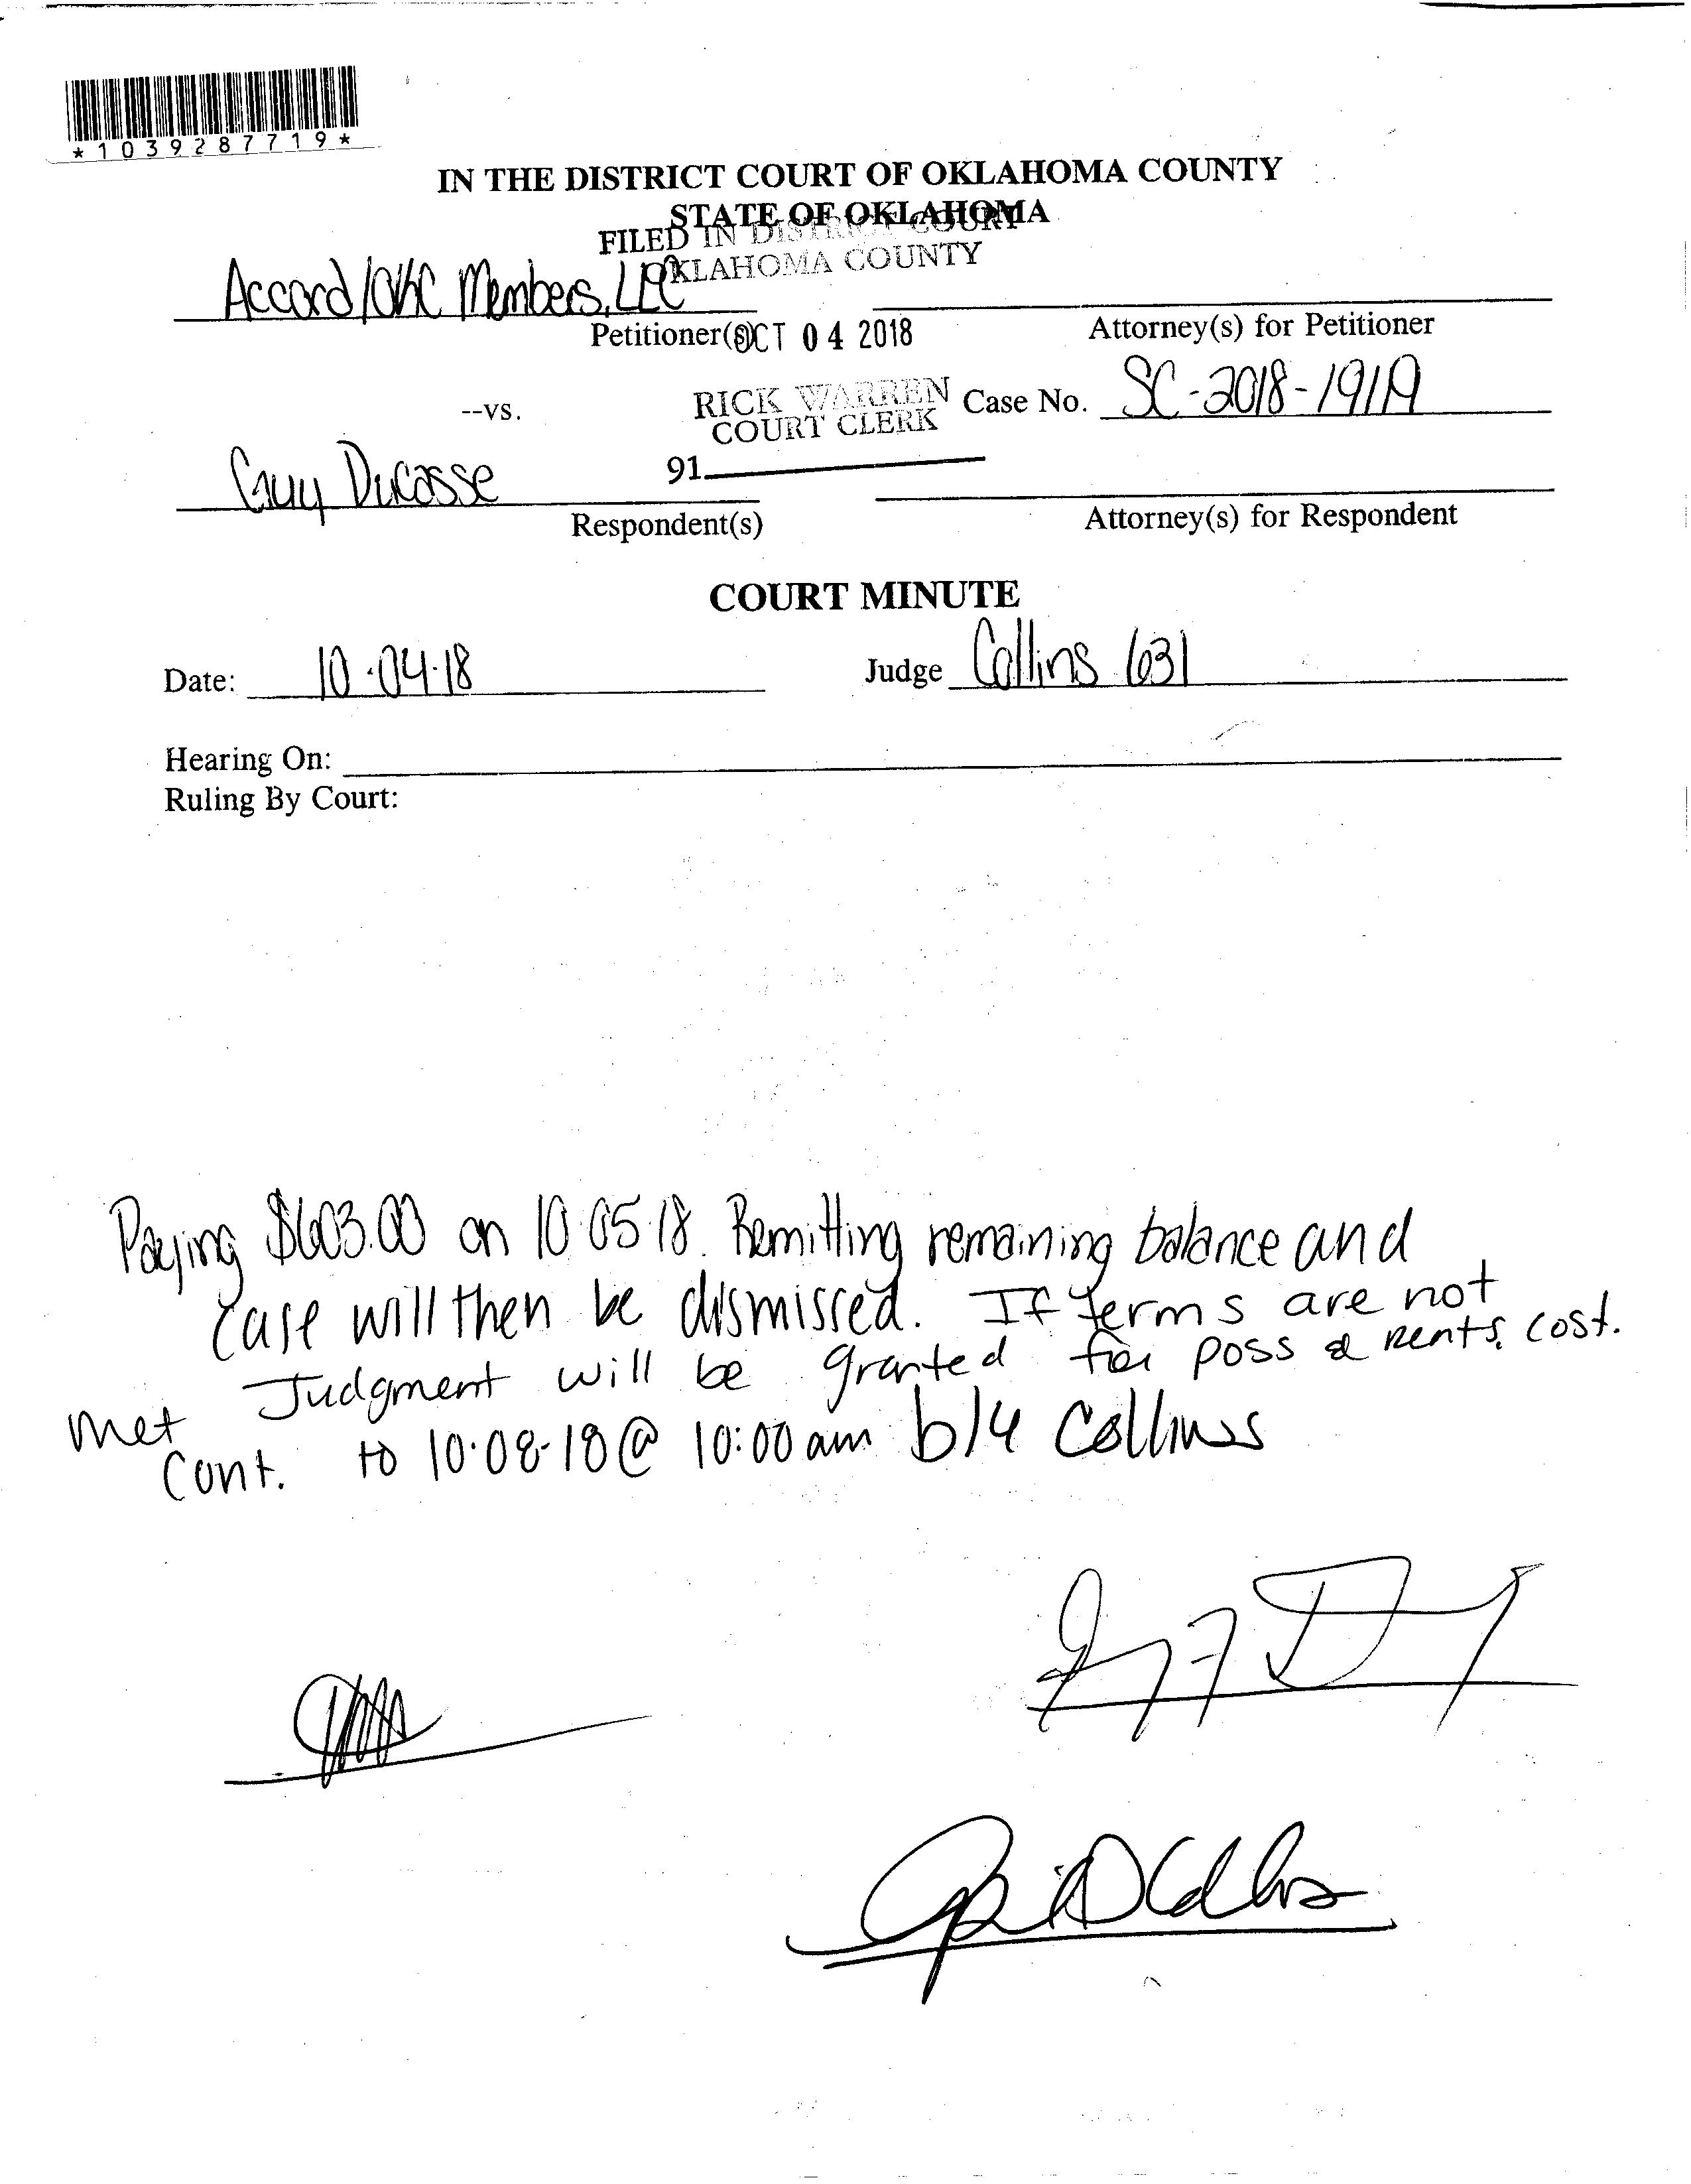 *1039287719*
IN THE DISTRICT COURT OF OKLAHOMA COUNTY
STATE OF OKLAHOMA
FILED IN DISTRICT COURT
OKLAHOMA COUNTY
Accord/OKC Members, LLC
Petitioner(s) Attorney(s) for Petitioner
OCT 04 2018
--vs. RICK WARREN Case No. SC-2018-19119
COURT CLERK
Guy Ducasse 91
Respondent(s) Attorney(s) for Respondent
COURT MINUTE
Date: 10-04-18 Judge Collins 631
Hearing On:
Ruling By Court:
Paying $603.00 on 10-05-18. Remitting remaining balance and
case will then be dismissed. If terms are not
met Judgment will be granted for poss & rents, cost.
Cont. to 10-08-18 @ 10:00 am b/4 Collins